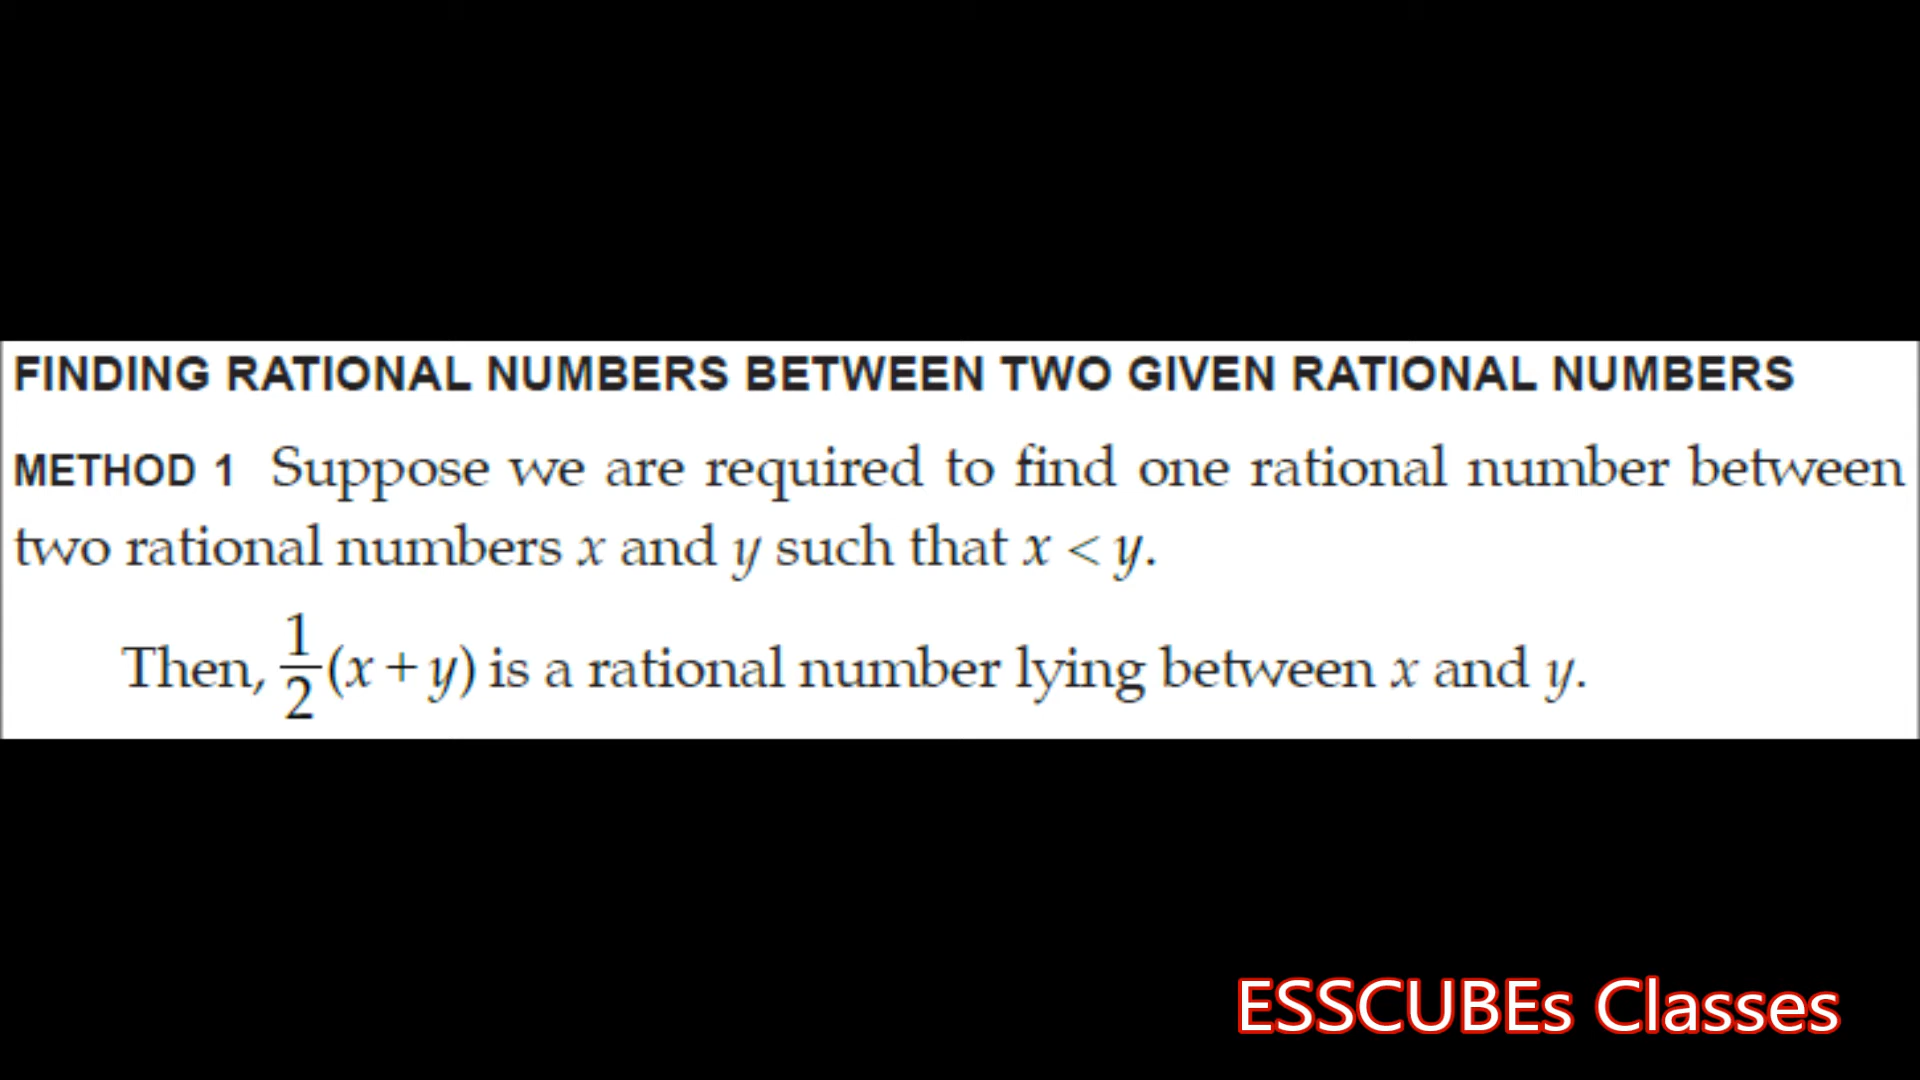 FINDING RATIONAL NUMBERS BETWEEN TWO GIVEN RATIONAL NUMBERS
METHOD 1 Suppose we are required to find one rational number between
two rational numbers x and y such that x < y.
Then, 1/2 (x + y) is a rational number lying between x and y.
ESSCUBEs Classes